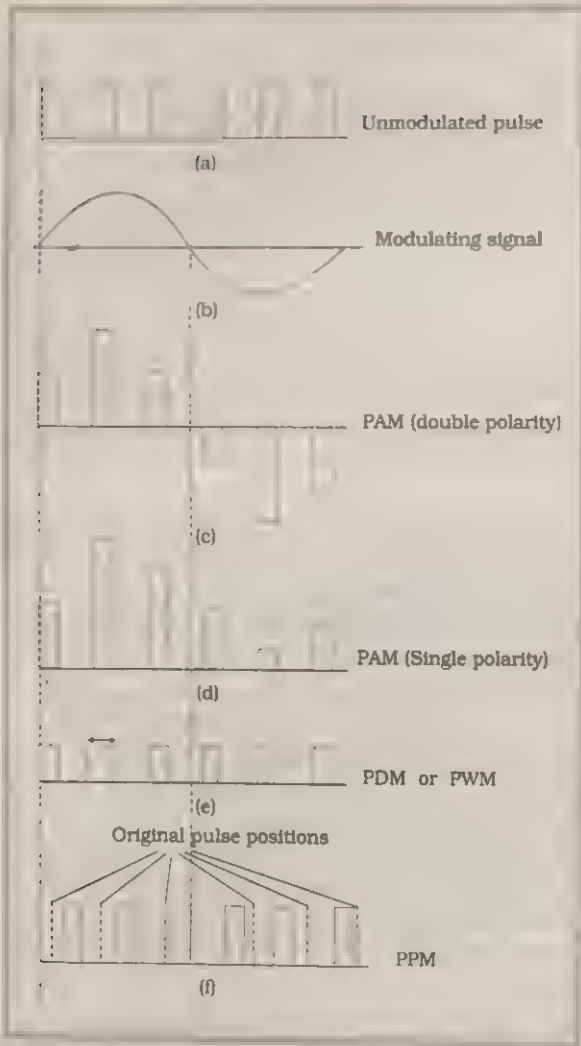 Unmodulated pulse
(a)
Modulating signal
(b)
PAM (double polarity)
(c)
PAM (Single polarity)
(d)
PDM or PWM
(e)
Original pulse positions
PPM
(f)